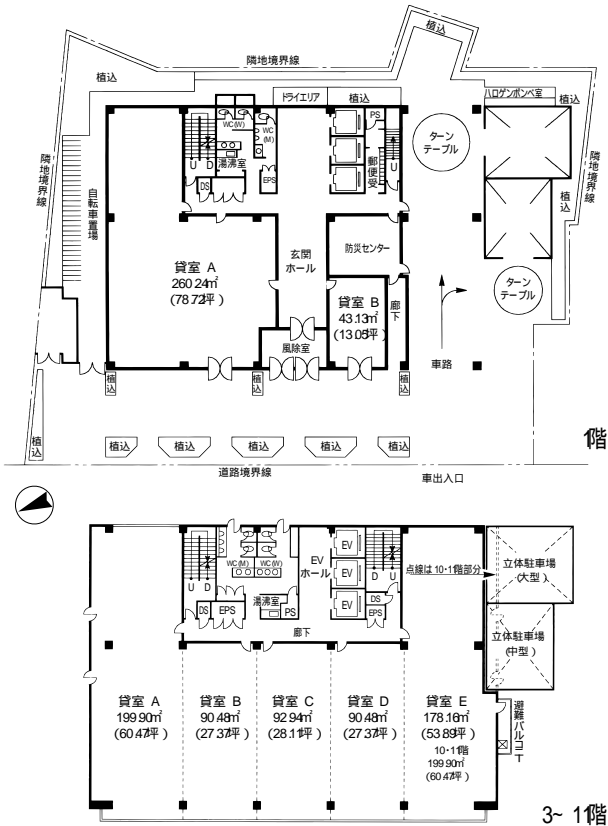 植込
隣地境界線
植込
ドライエリア
植込
ハロゲンボンベ室
植込
WC(W)
WC
(M)
PS
ターン
テーブル
隣地境界線
自転車置場
湯沸室
U D
DS
EPS
郵便受
U
植込
隣地境界線
貸室 A
260.24㎡
(78.72坪)
玄関
ホール
防災センター
貸室 B
43.13㎡
(13.05坪)
廊下
ターン
テーブル
風除室
車路
植込
植込
植込
植込
植込
植込
植込
植込
植込
1階
道路境界線
車出入口
WC(M)
WC(W)
EV
ホール
EV
EV
EV
U D
D U
湯沸室
DS
EPS
PS
DS
EPS
廊下
点線は10・11階部分
立体駐車場
(大型)
立体駐車場
(中型)
貸室 A
199.90㎡
(60.47坪)
貸室 B
90.48㎡
(27.37坪)
貸室 C
92.94㎡
(28.11坪)
貸室 D
90.48㎡
(27.37坪)
貸室 E
178.16㎡
(53.89坪)
10・11階
199.90㎡
(60.47坪)
避難バルコニー
3~11階